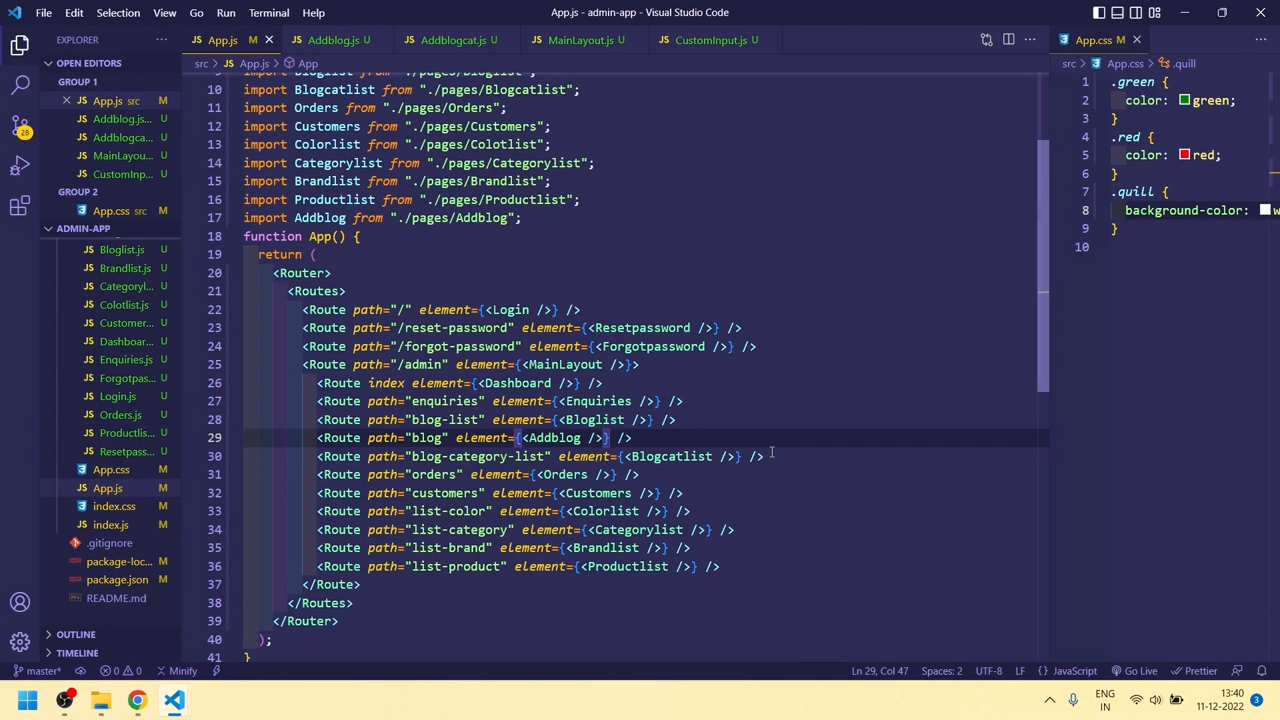 File Edit Selection View Go Run Terminal Help
App.js - admin-app - Visual Studio Code
EXPLORER
OPEN EDITORS
GROUP 1
App.js src M
Addblog.js... U
Addblogca... U
MainLayou... U
CustomInp... U
GROUP 2
App.css src M
ADMIN-APP
Bloglist.js U
Brandlist.js U
Categoryl... U
Colotlist.js U
Customer... U
Dashboar... U
Enquiries.js U
Forgotpas... U
Login.js U
Orders.js U
Productlis... U
Resetpass... U
App.css M
App.js M
index.css M
index.js M
.gitignore
package-loc... M
package.json M
README.md
OUTLINE
TIMELINE
28
App.js M
Addblog.js U
Addblogcat.js U
MainLayout.js U
CustomInput.js U
src > App.js > App
import Bloglist from "./pages/Bloglist";
10 import Blogcatlist from "./pages/Blogcatlist";
11 import Orders from "./pages/Orders";
12 import Customers from "./pages/Customers";
13 import Colorlist from "./pages/Colotlist";
14 import Categorylist from "./pages/Categorylist";
15 import Brandlist from "./pages/Brandlist";
16 import Productlist from "./pages/Productlist";
17 import Addblog from "./pages/Addblog";
18 function App() {
19 return (
20 <Router>
21 <Routes>
22 <Route path="/" element={<Login />} />
23 <Route path="/reset-password" element={<Resetpassword />} />
24 <Route path="/forgot-password" element={<Forgotpassword />} />
25 <Route path="/admin" element={<MainLayout />}>
26 <Route index element={<Dashboard />} />
27 <Route path="enquiries" element={<Enquiries />} />
28 <Route path="blog-list" element={<Bloglist />} />
29 <Route path="blog" element={<Addblog />} />
30 <Route path="blog-category-list" element={<Blogcatlist />} />
31 <Route path="orders" element={<Orders />} />
32 <Route path="customers" element={<Customers />} />
33 <Route path="list-color" element={<Colorlist />} />
34 <Route path="list-category" element={<Categorylist />} />
35 <Route path="list-brand" element={<Brandlist />} />
36 <Route path="list-product" element={<Productlist />} />
37 </Route>
38 </Routes>
39 </Router>
40 );
41 }
App.css M
src > App.css > .quill
1 .green {
2 color: green;
3 }
4 .red {
5 color: red;
6 }
7 .quill {
8 background-color: w
9 }
10
master* 0 0 Minify
Ln 29, Col 47 Spaces: 2 UTF-8 LF JavaScript Go Live Prettier
ENG
IN
13:40
11-12-2022
3